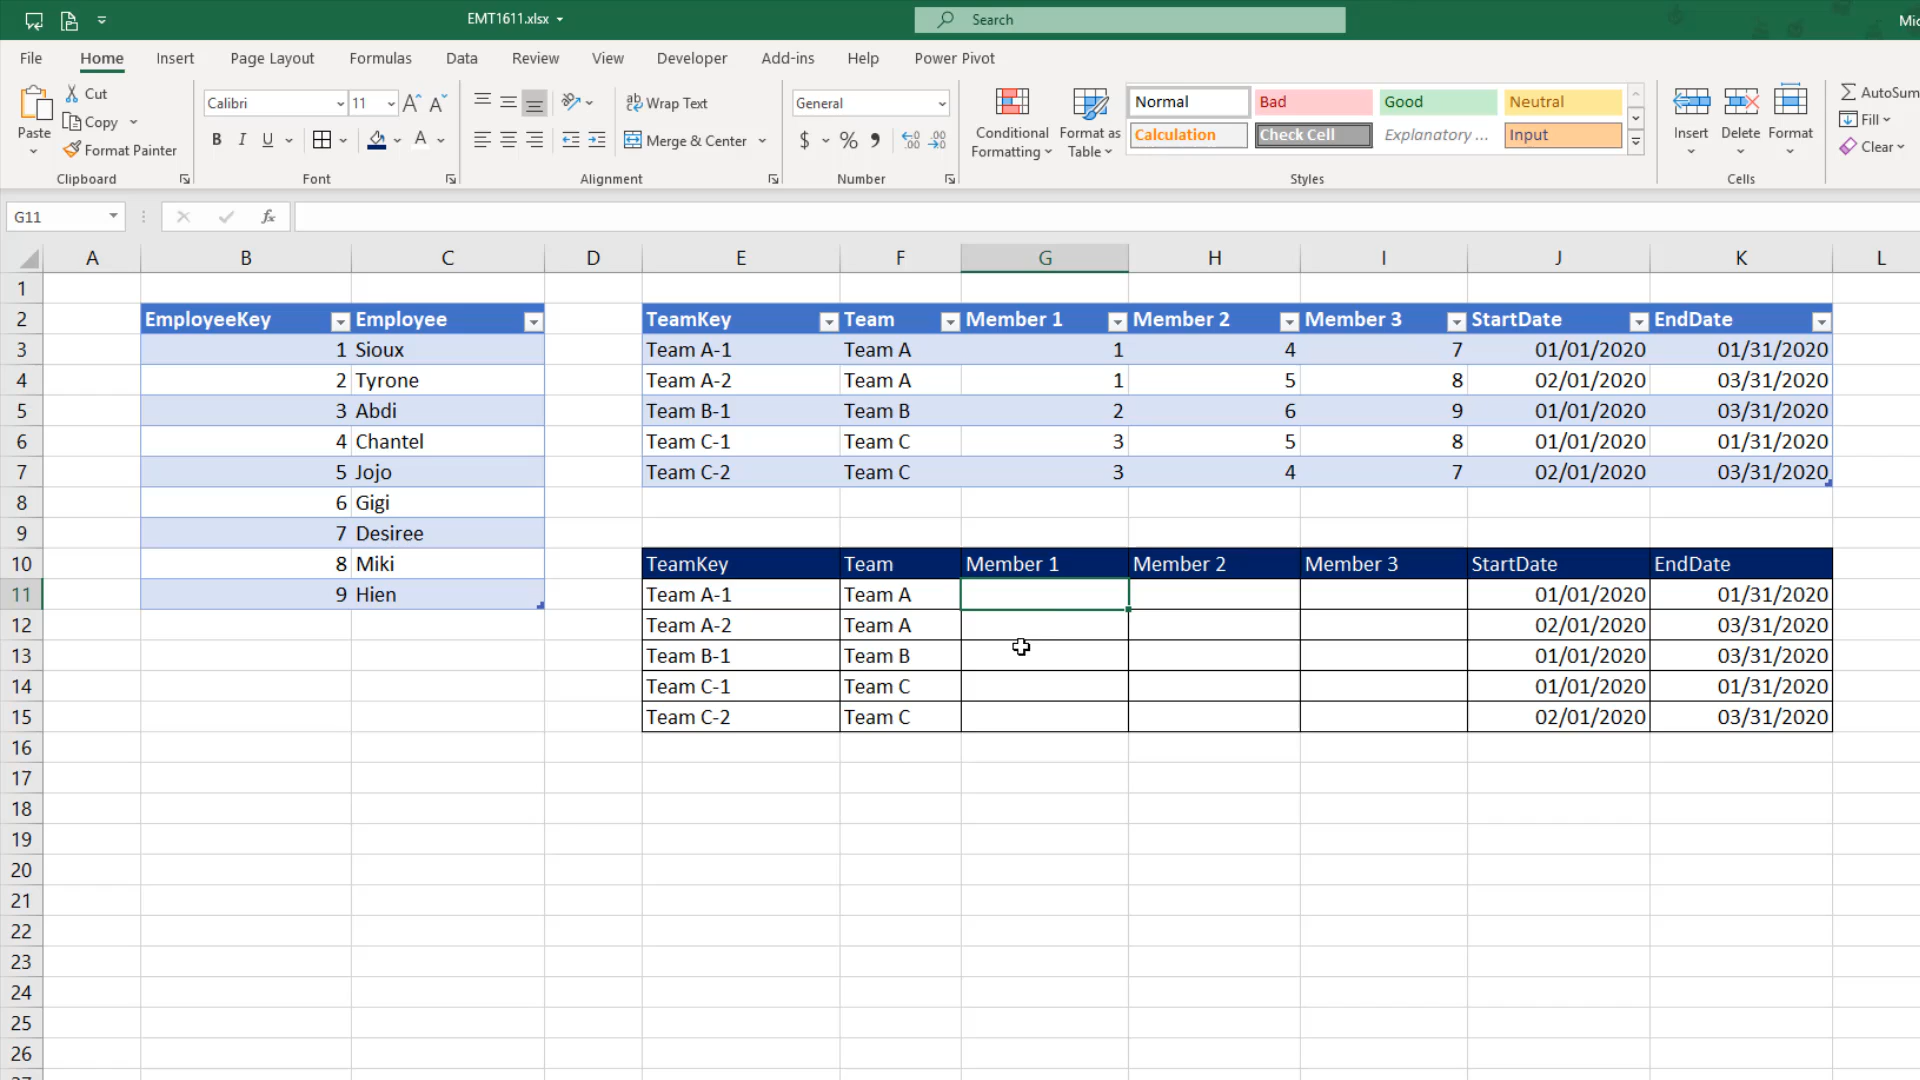 EMT1611.xlsx
Search
Mic
File Home Insert Page Layout Formulas Data Review View Developer Add-ins Help Power Pivot
Paste
Cut
Copy
Format Painter
Clipboard
Calibri 11
B I U A
Font
ab Wrap Text
Merge & Center
Alignment
General
$ % ,
Number
Conditional Formatting
Format as Table
Normal Bad Good Neutral
Calculation Check Cell Explanatory ... Input
Styles
Insert Delete Format
Cells
AutoSum
Fill
Clear
G11 fx
A B C D E F G H I J K L
1
2 EmployeeKey Employee TeamKey Team Member 1 Member 2 Member 3 StartDate EndDate
3 1 Sioux Team A-1 Team A 1 4 7 01/01/2020 01/31/2020
4 2 Tyrone Team A-2 Team A 1 5 8 02/01/2020 03/31/2020
5 3 Abdi Team B-1 Team B 2 6 9 01/01/2020 03/31/2020
6 4 Chantel Team C-1 Team C 3 5 8 01/01/2020 01/31/2020
7 5 Jojo Team C-2 Team C 3 4 7 02/01/2020 03/31/2020
8 6 Gigi
9 7 Desiree
10 8 Miki TeamKey Team Member 1 Member 2 Member 3 StartDate EndDate
11 9 Hien Team A-1 Team A 01/01/2020 01/31/2020
12 Team A-2 Team A 02/01/2020 03/31/2020
13 Team B-1 Team B 01/01/2020 03/31/2020
14 Team C-1 Team C 01/01/2020 01/31/2020
15 Team C-2 Team C 02/01/2020 03/31/2020
16
17
18
19
20
21
22
23
24
25
26